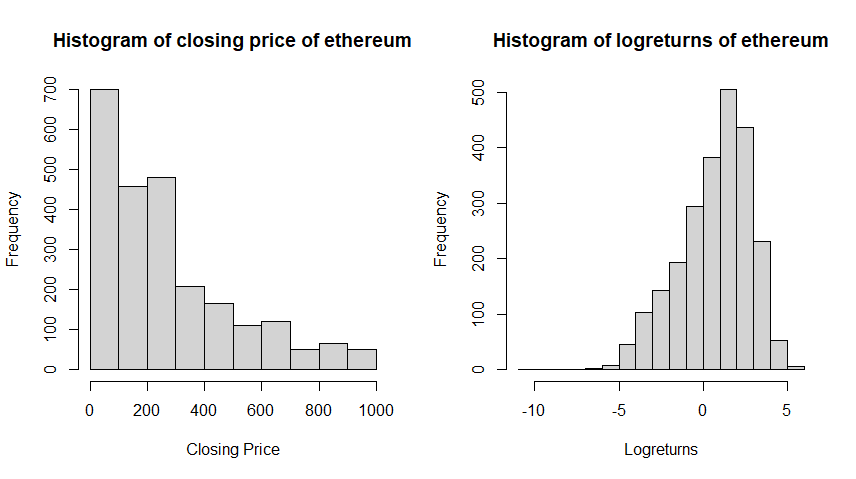 Histogram of closing price of ethereum
700
600
500
400
300
200
100
0
Frequency
0 200 400 600 800 1000
Closing Price
Histogram of logreturns of ethereum
500
400
300
200
100
0
Frequency
-10 -5 0 5
Logreturns